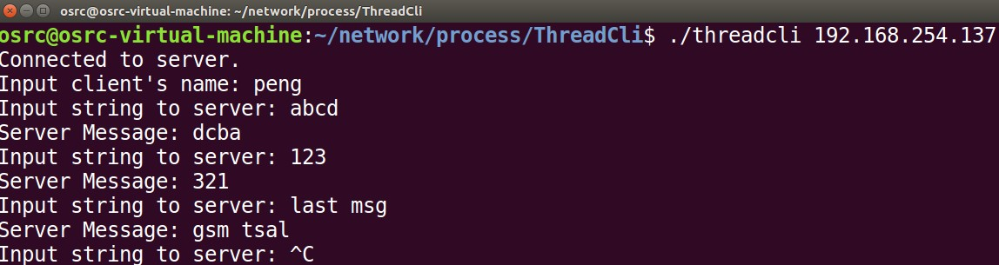 osrc@osrc-virtual-machine: ~/network/process/ThreadCli
osrc@osrc-virtual-machine:~/network/process/ThreadCli$ ./threadcli 192.168.254.137
Connected to server.
Input client's name: peng
Input string to server: abcd
Server Message: dcba
Input string to server: 123
Server Message: 321
Input string to server: last msg
Server Message: gsm tsal
Input string to server: ^C